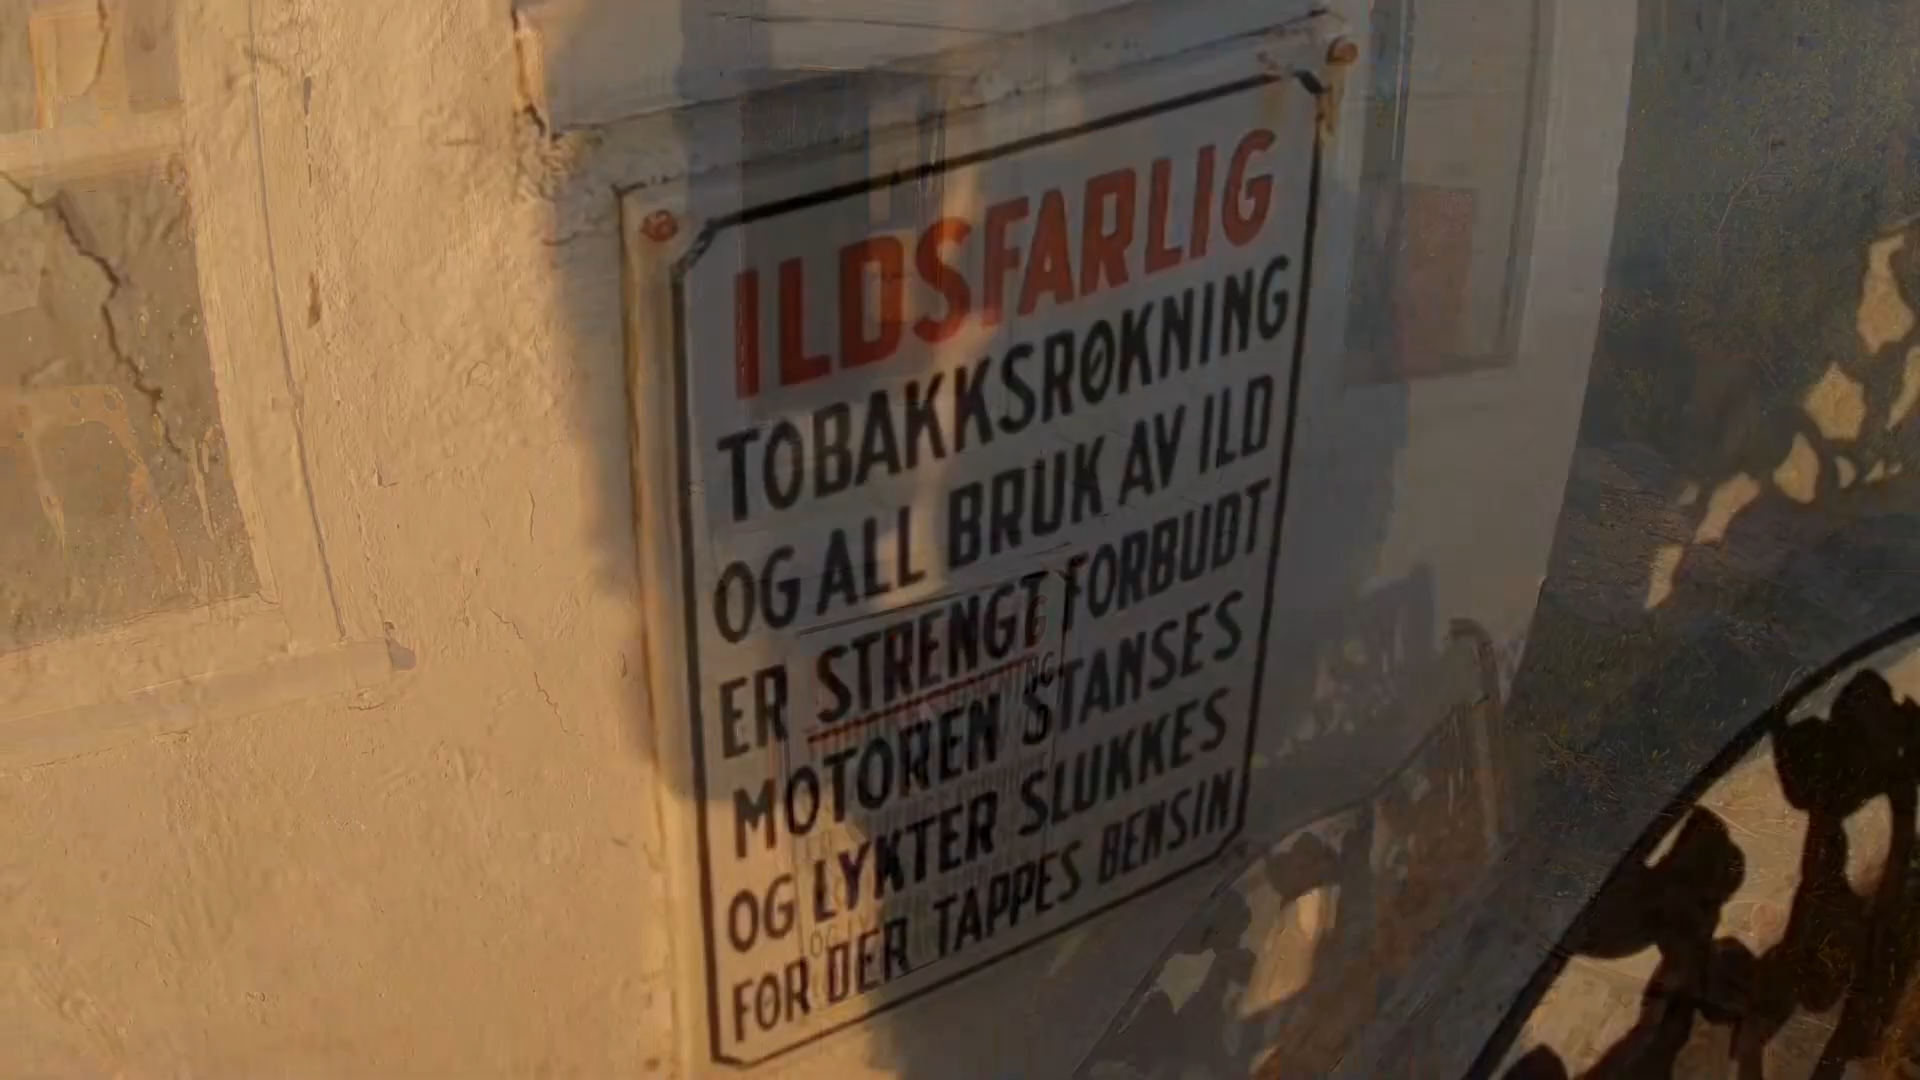 ILDSFARLIG
TOBAKKSRØKNING
OG ALL BRUK AV ILD
ER STRENGT FORBUDT
MOTOREN STANSES
OG LYKTER SLUKKES
FØR DER TAPPES BENSIN